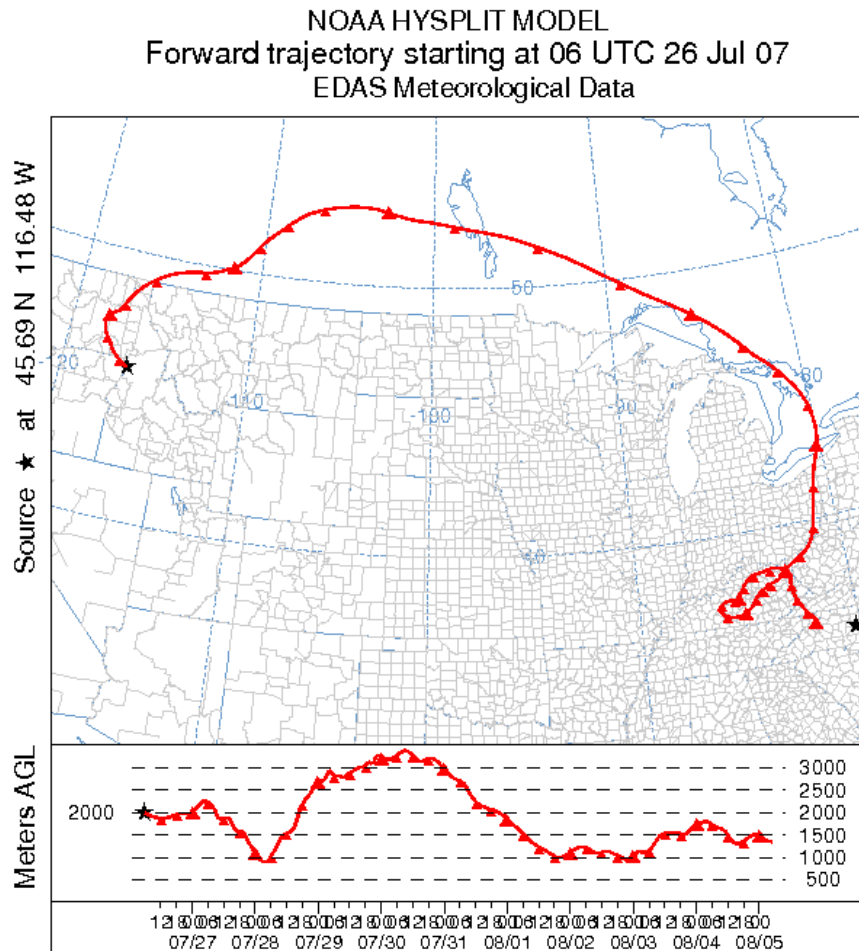 NOAA HYSPLIT MODEL
Forward trajectory starting at 06 UTC 26 Jul 07
EDAS Meteorological Data
Source ★ at 45.69 N 116.48 W
50
-110
-100
-90
80
40
Meters AGL
2000
3000
2500
2000
1500
1000
500
07/27 07/28 07/29 07/30 07/31 08/01 08/02 08/03 08/04 08/05